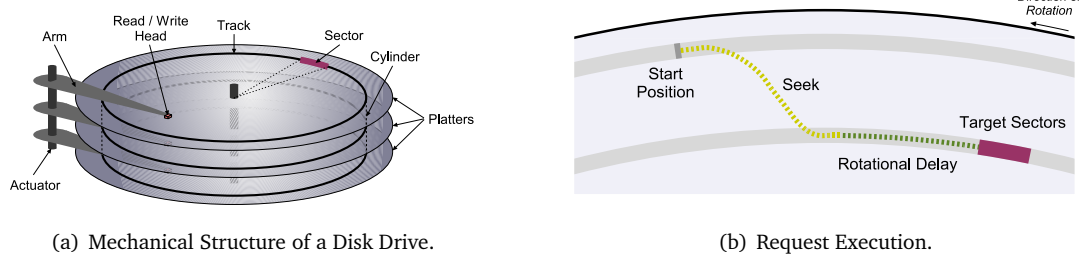 Read / Write
Head
Track
Sector
Arm
Cylinder
Platters
Actuator
(a) Mechanical Structure of a Disk Drive.
Rotation
Start
Position
Seek
Target Sectors
Rotational Delay
(b) Request Execution.